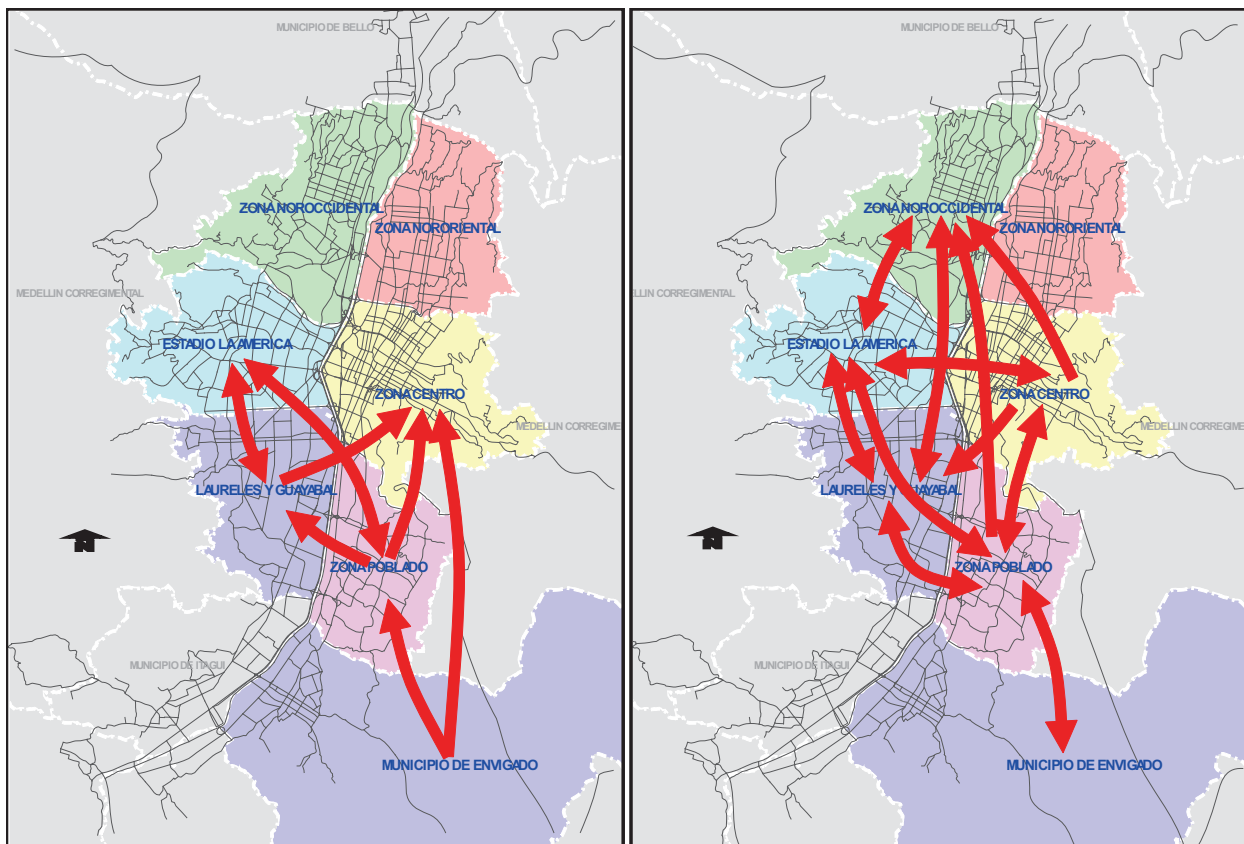 MUNICIPIO DE BELLO
ZONA NOROCCIDENTAL
ZONA NORORIENTAL
MEDELLIN CORREGIMENTAL
ESTADIO LA AMERICA
ZONA CENTRO
MEDELLIN CORREGIME
LAURELES Y GUAYABAL
N
ZONA POBLADO
MUNICIPIO DE ITAGUI
MUNICIPIO DE ENVIGADO
MUNICIPIO DE BELLO
ZONA NOROCCIDENTAL
ZONA NORORIENTAL
MEDELLIN CORREGIMENTAL
ESTADIO LA AMERICA
ZONA CENTRO
MEDELLIN CORREGIME
LAURELES Y GUAYABAL
N
ZONA POBLADO
MUNICIPIO DE ITAGUI
MUNICIPIO DE ENVIGADO